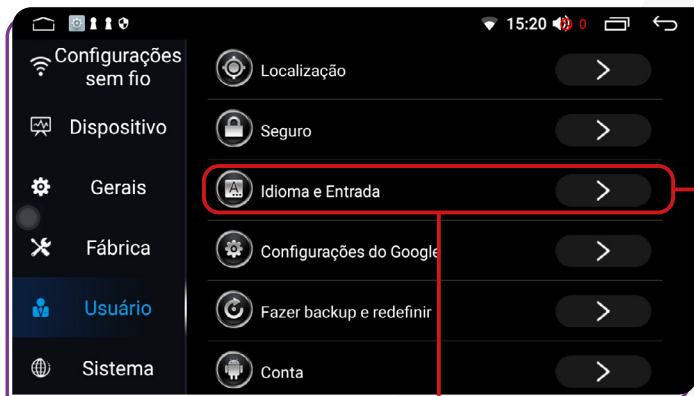 15:20 0
Configurações
sem fio
Dispositivo
Gerais
Fábrica
Usuário
Sistema
Localização
Seguro
A
Idioma e Entrada
Configurações do Google
Fazer backup e redefinir
Conta